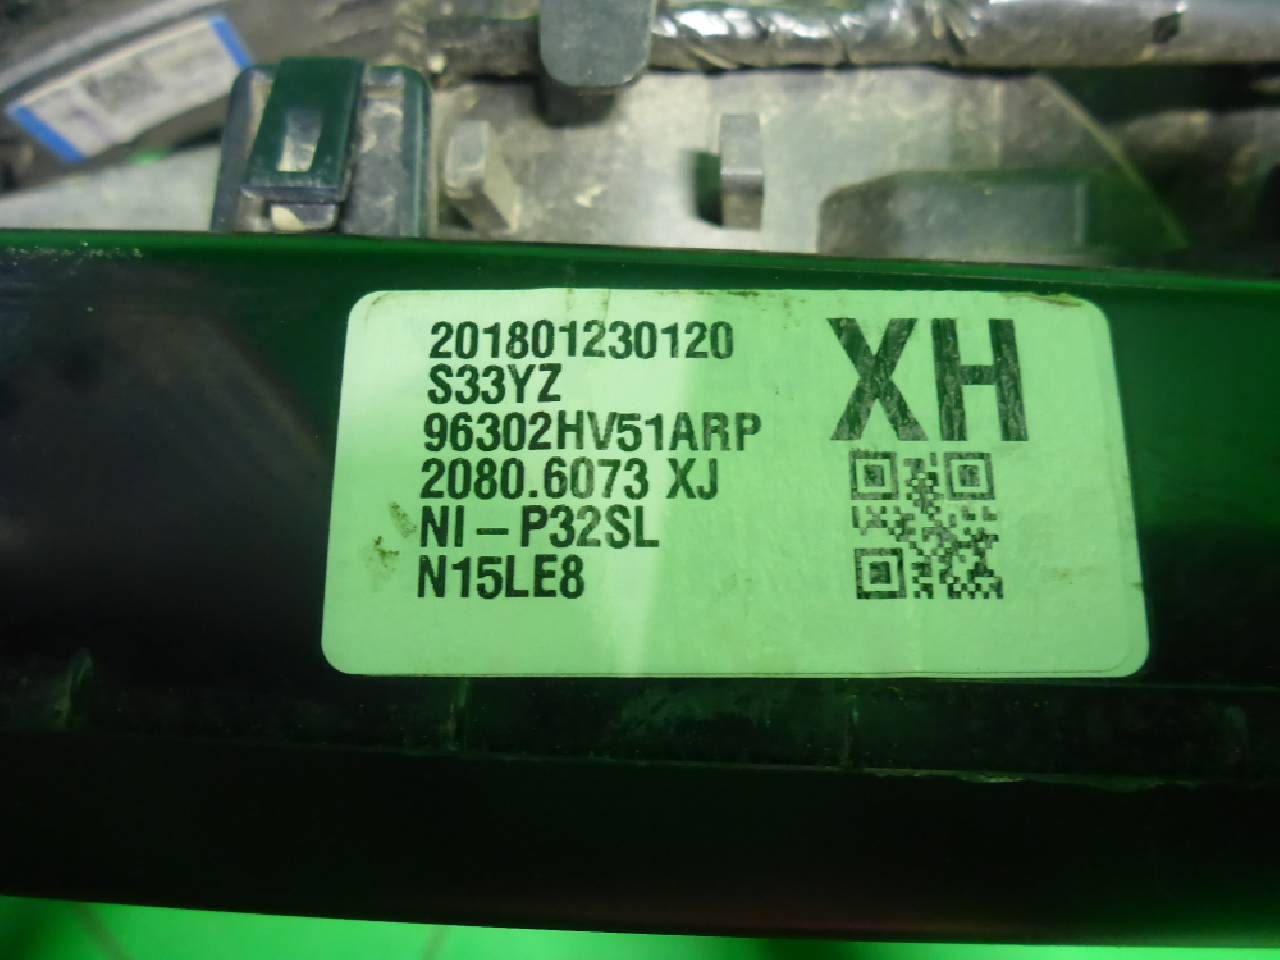 201801230120
S33YZ
96302HV51ARP
2080.6073 XJ
NI-P32SL
N15LE8
XH